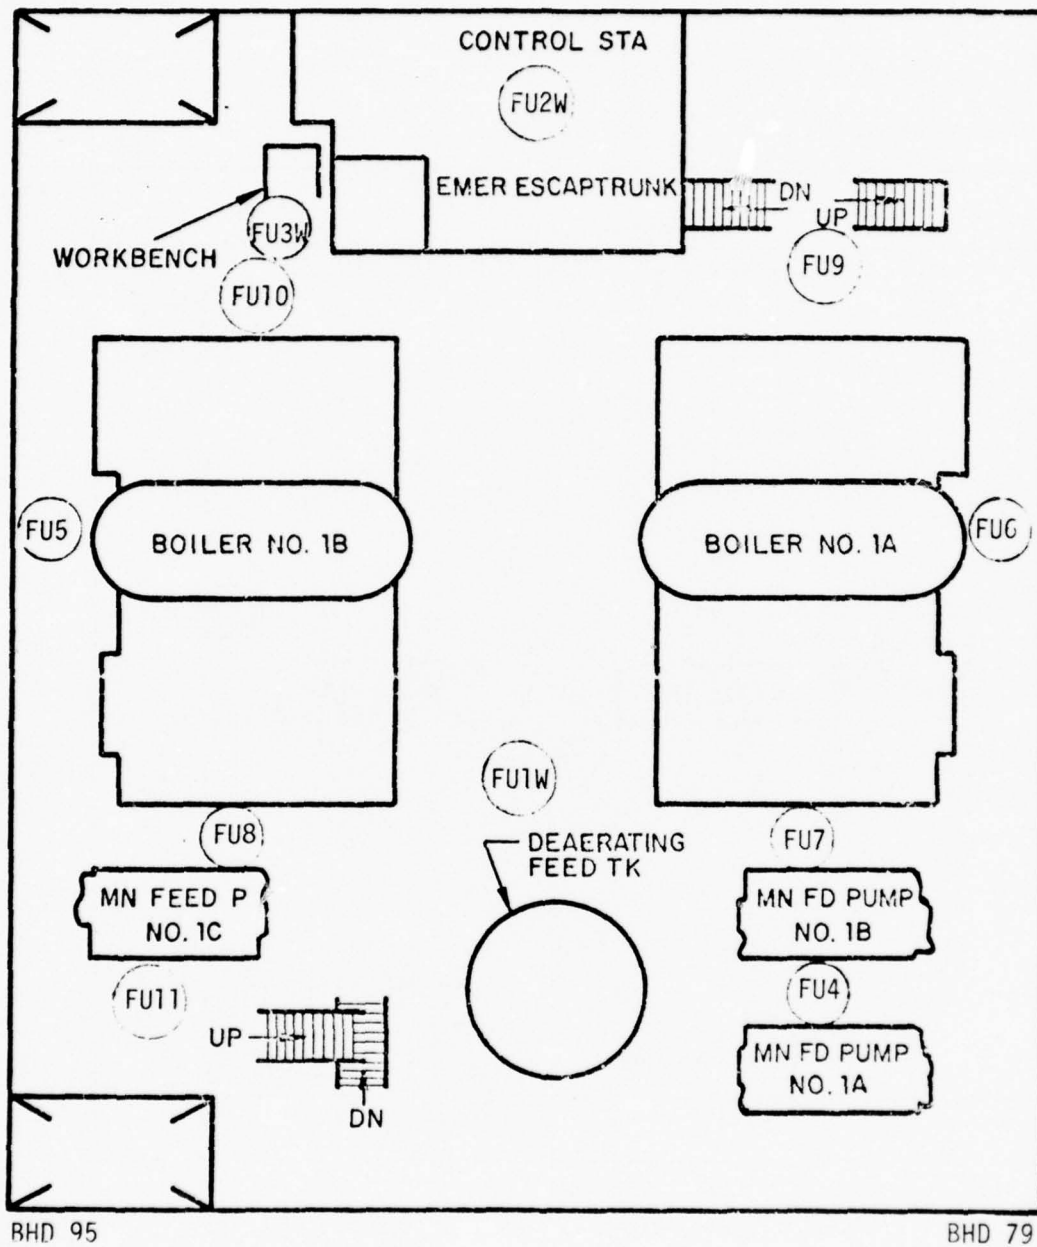 CONTROL STA
FU2W
EMER ESCAPTRUNK
DN
UP
FU3W
WORKBENCH
FU9
FU10
FU5
BOILER NO. 1B
BOILER NO. 1A
FU6
FU1W
FU8
DEAERATING
FEED TK
FU7
MN FEED P
NO. 1C
MN FD PUMP
NO. 1B
FU11
FU4
UP
MN FD PUMP
NO. 1A
DN
BHD 95
BHD 79